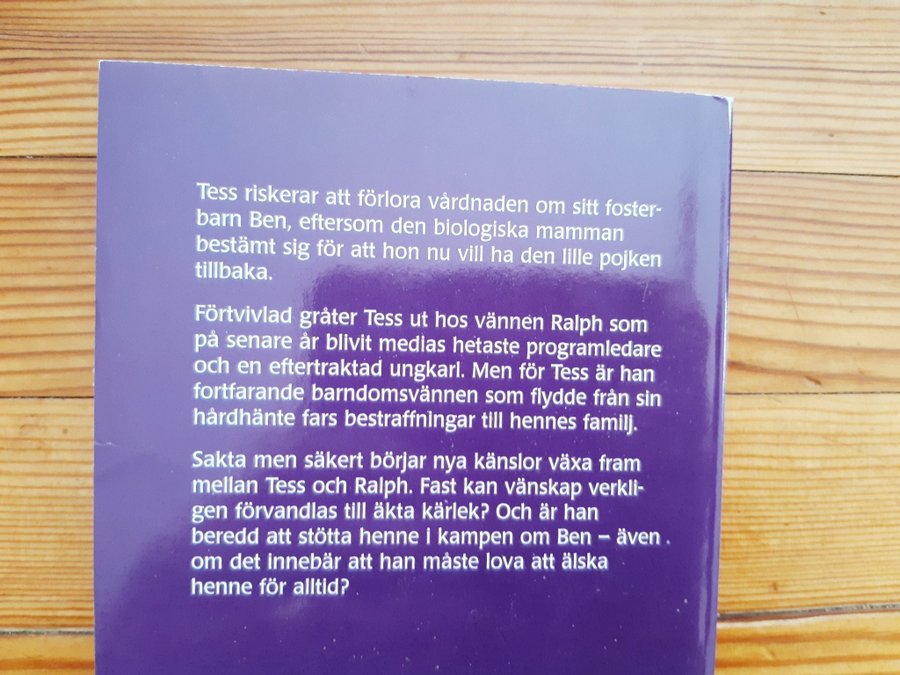 Tess riskerar att förlora vårdnaden om sitt foster-
barn Ben, eftersom den biologiska mamman
bestämt sig för att hon nu vill ha den lille pojken
tillbaka.
Förtvivlad gråter Tess ut hos vännen Ralph som
på senare år blivit medias hetaste programledare
och en eftertraktad ungkarl. Men för Tess är han
fortfarande barndomsvännen som flydde från sin
hårdhänte fars bestraffningar till hennes familj.
Sakta men säkert börjar nya känslor växa fram
mellan Tess och Ralph. Fast kan vänskap verkli-
gen förvandlas till äkta kärlek? Och är han
beredd att stötta henne i kampen om Ben – även
om det innebär att han måste lova att älska
henne för alltid?